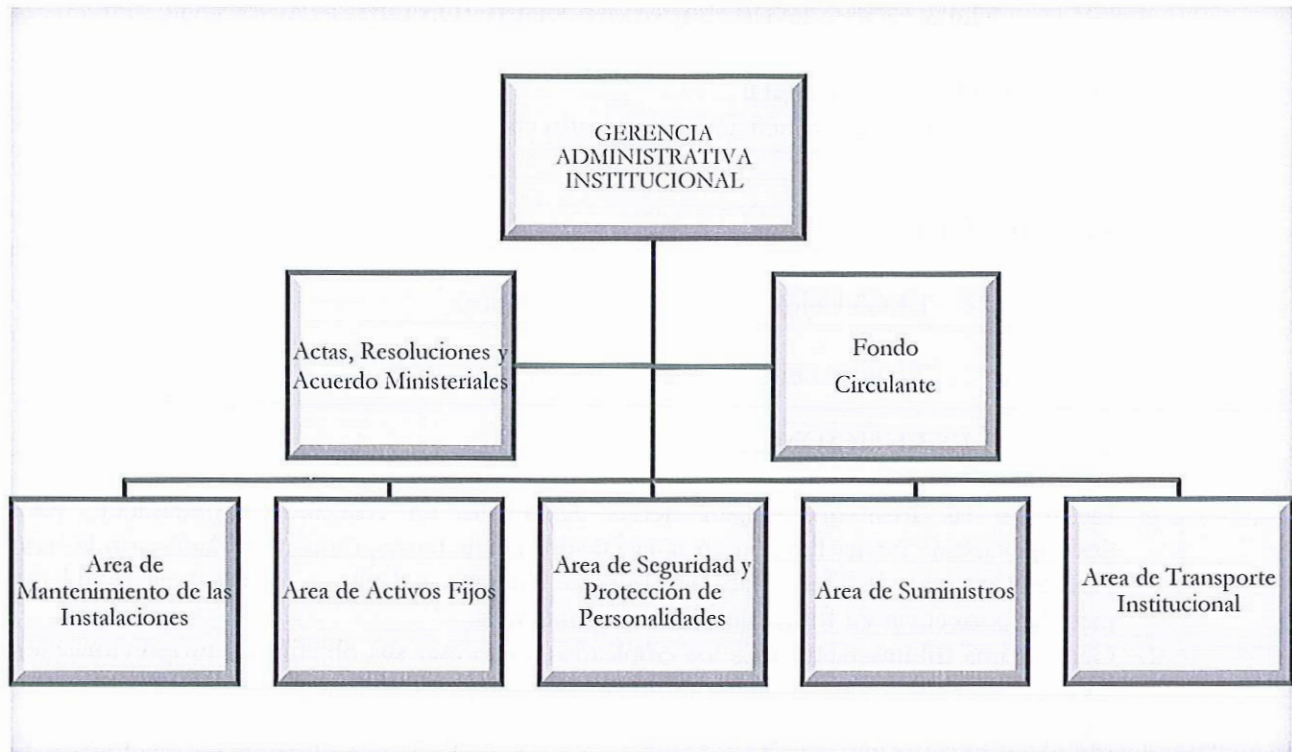 GERENCIA
ADMINISTRATIVA
INSTITUCIONAL
Actas, Resoluciones y
Acuerdo Ministeriales
Fondo
Circulante
Area de
Mantenimiento de las
Instalaciones
Area de Activos Fijos
Area de Seguridad y
Protección de
Personalidades
Area de Suministros
Area de Transporte
Institucional